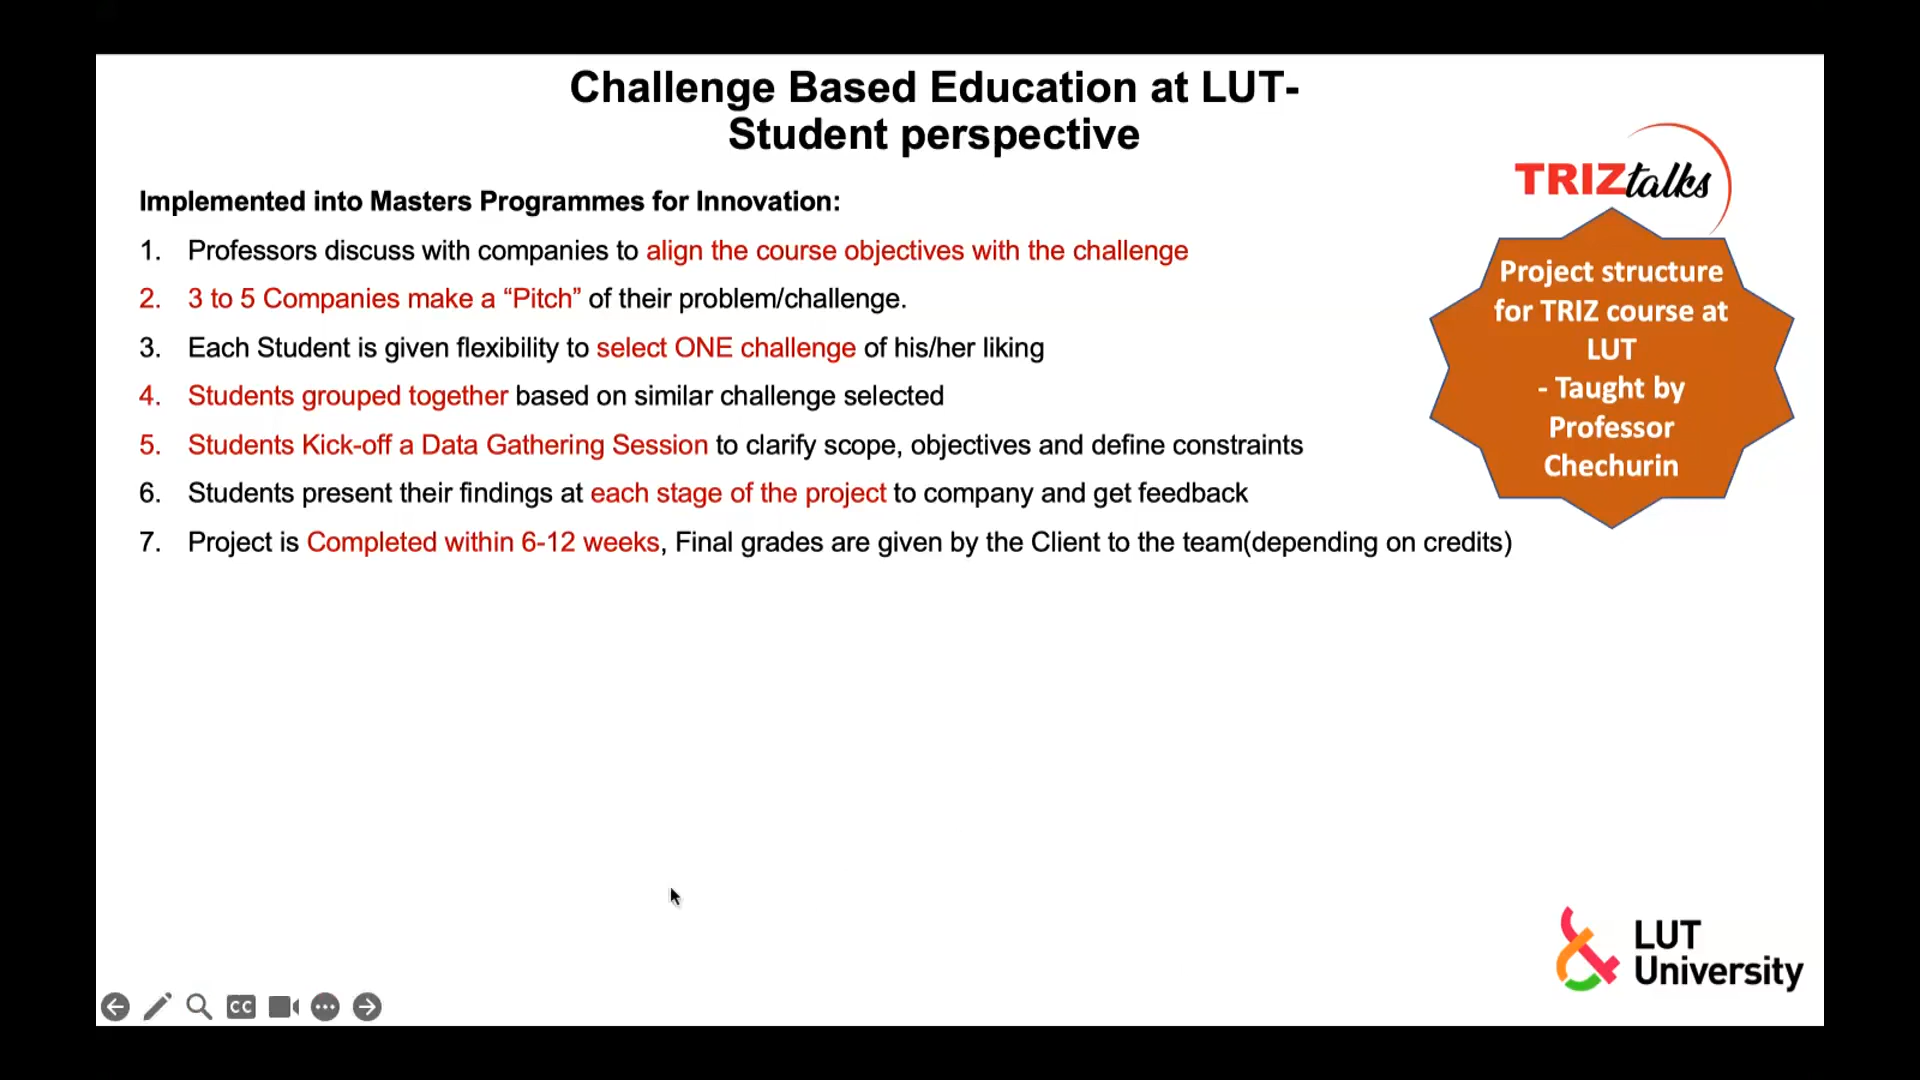 Challenge Based Education at LUT-
Student perspective
TRIZtalks
Implemented into Masters Programmes for Innovation:
1. Professors discuss with companies to align the course objectives with the challenge
2. 3 to 5 Companies make a “Pitch” of their problem/challenge.
3. Each Student is given flexibility to select ONE challenge of his/her liking
4. Students grouped together based on similar challenge selected
5. Students Kick-off a Data Gathering Session to clarify scope, objectives and define constraints
6. Students present their findings at each stage of the project to company and get feedback
7. Project is Completed within 6-12 weeks, Final grades are given by the Client to the team(depending on credits)
Project structure
for TRIZ course at
LUT
- Taught by
Professor
Chechurin
LUT
University
CC